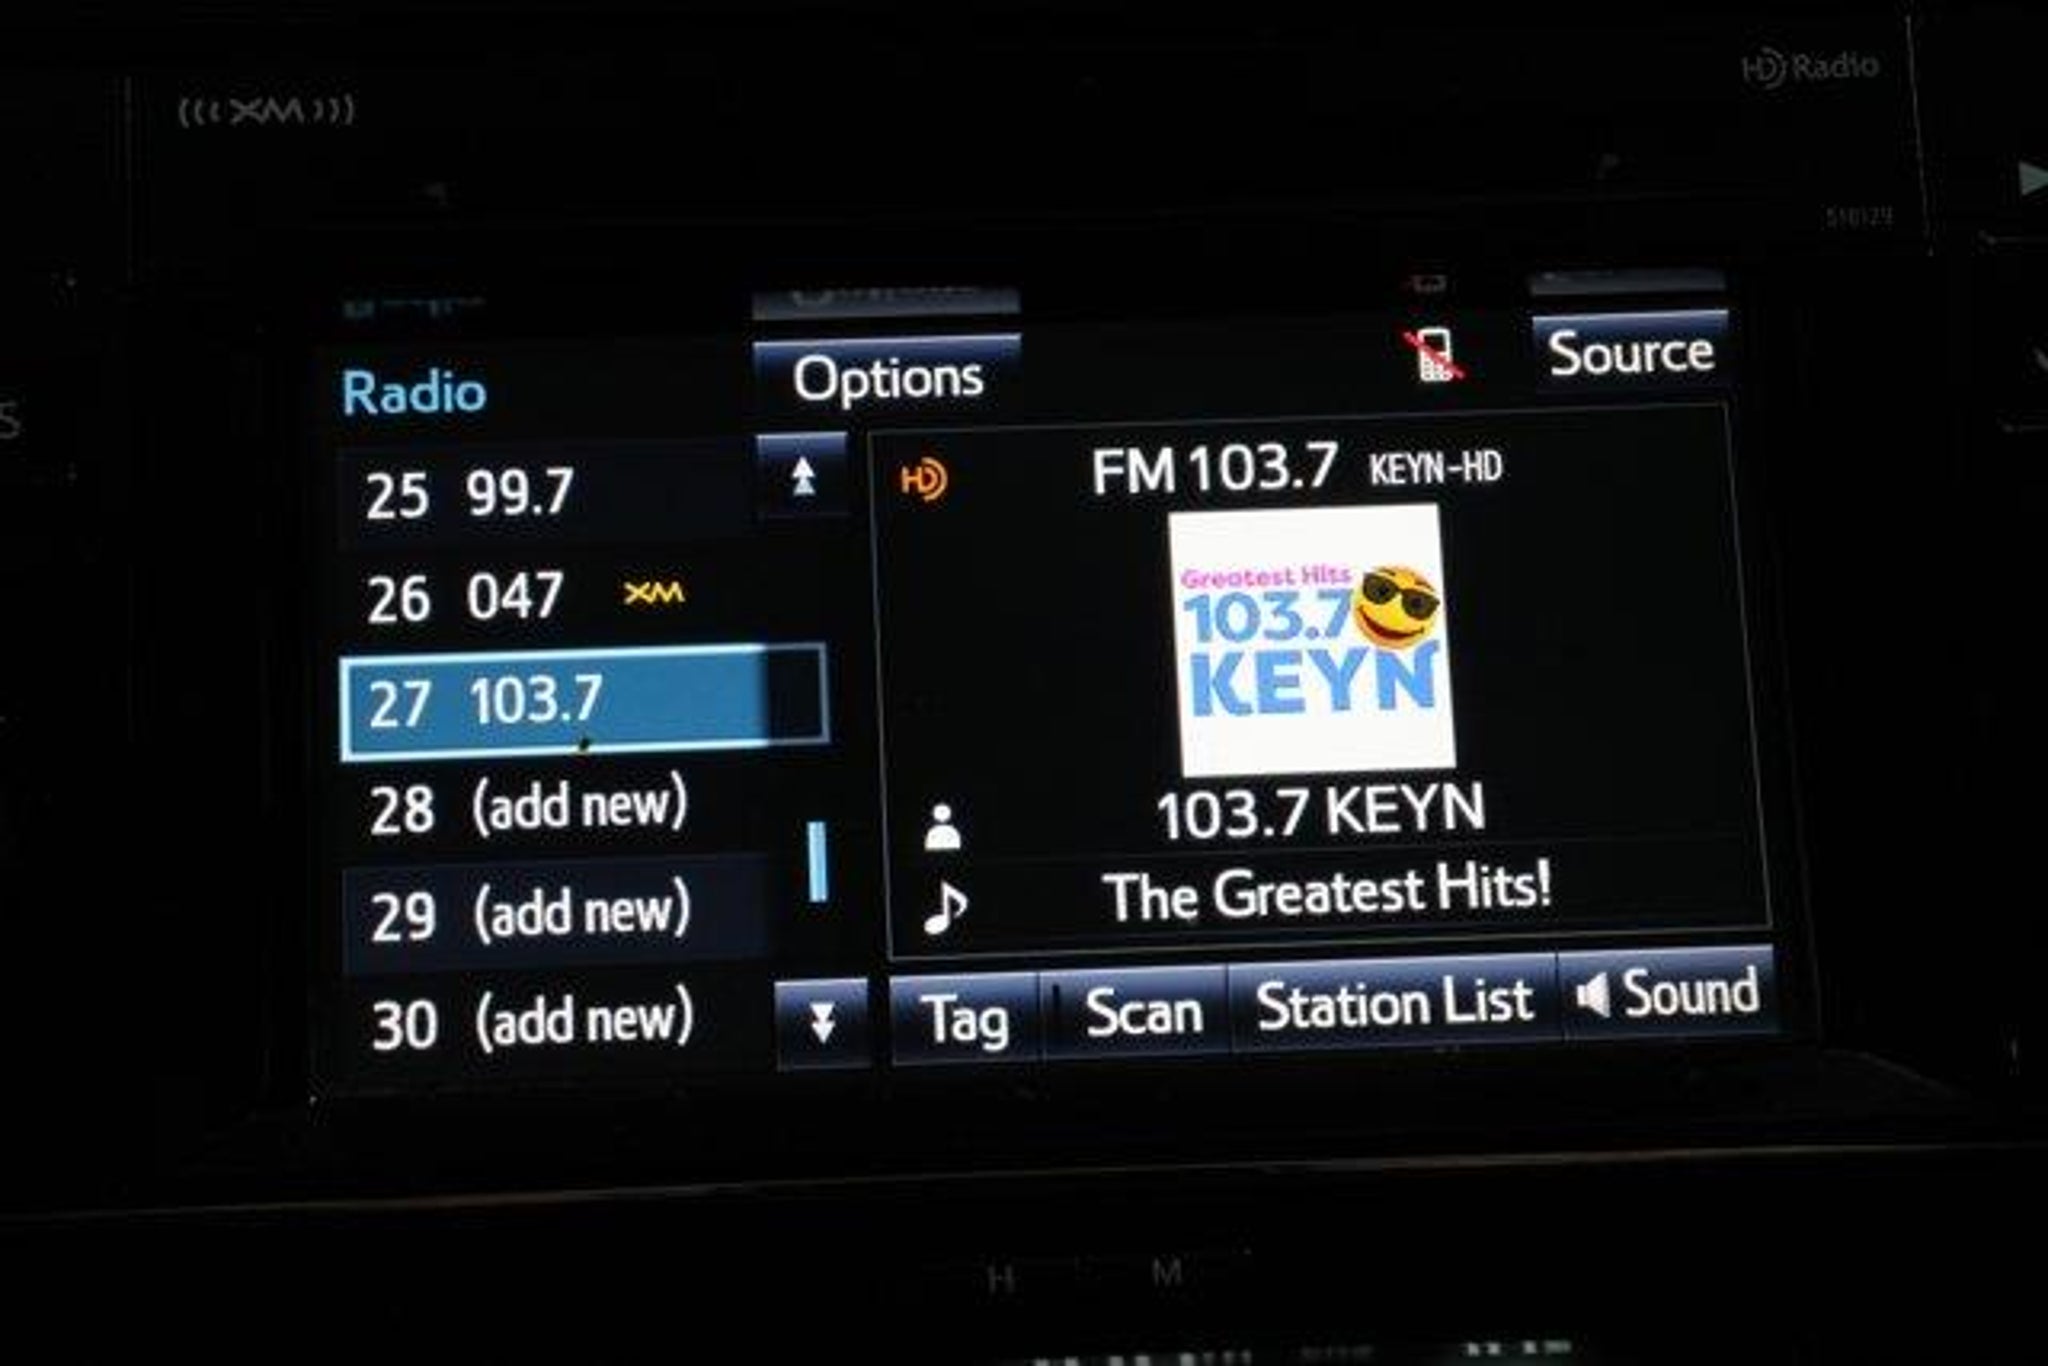 XM
HD Radio
518129
Radio
Options
Source
25 99.7
26 047 XM
27 103.7
28 (add new)
29 (add new)
30 (add new)
HD FM 103.7 KEYN-HD
Greatest Hits
103.7
KEYN
103.7 KEYN
The Greatest Hits!
Tag
Scan
Station List
Sound
H M